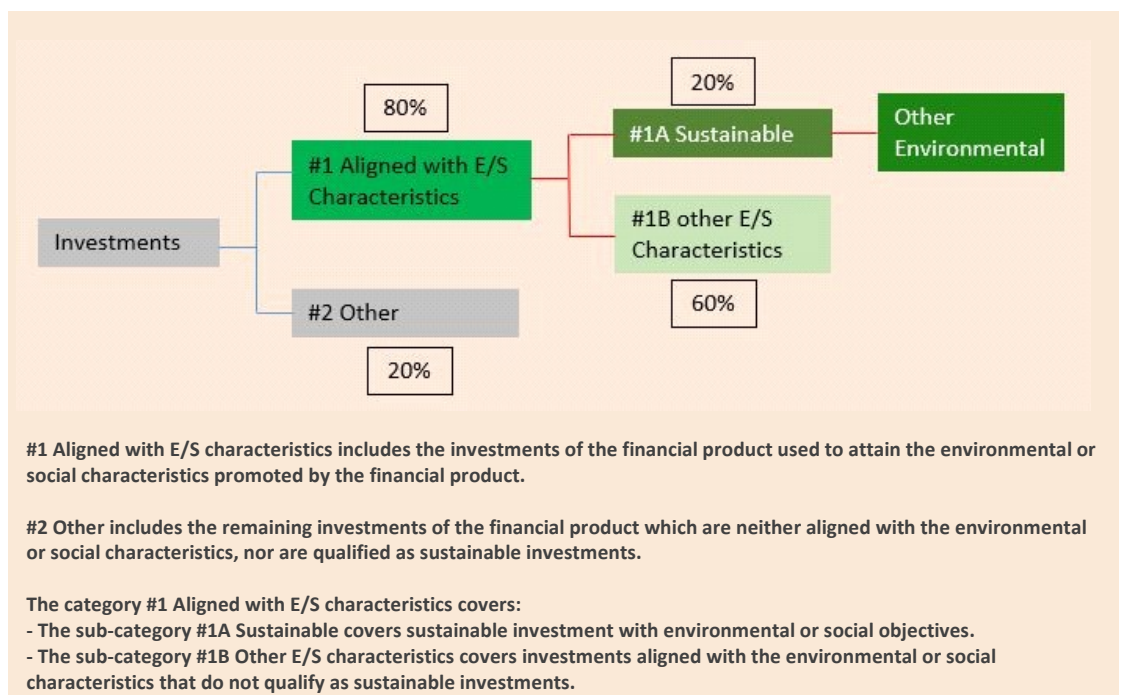 80%
20%
#1 Aligned with E/S
Characteristics
#1A Sustainable
Other
Environmental
Investments
#1B other E/S
Characteristics
60%
#2 Other
20%
#1 Aligned with E/S characteristics includes the investments of the financial product used to attain the environmental or
social characteristics promoted by the financial product.
#2 Other includes the remaining investments of the financial product which are neither aligned with the environmental
or social characteristics, nor are qualified as sustainable investments.
The category #1 Aligned with E/S characteristics covers:
- The sub-category #1A Sustainable covers sustainable investment with environmental or social objectives.
- The sub-category #1B Other E/S characteristics covers investments aligned with the environmental or social
characteristics that do not qualify as sustainable investments.